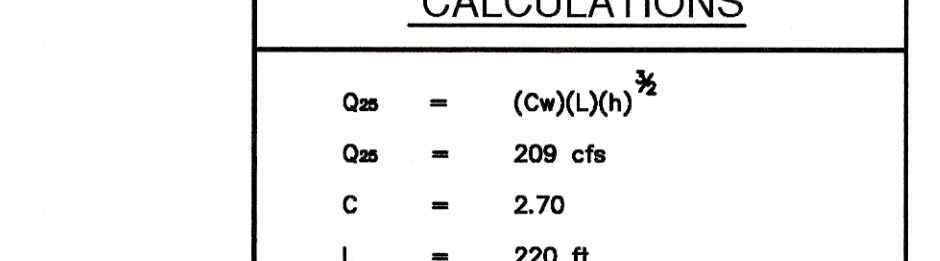 CALCULATIONS
Q25 = (Cw)(L)(h)^3/2
Q25 = 209 cfs
C = 2.70
L = 220 ft